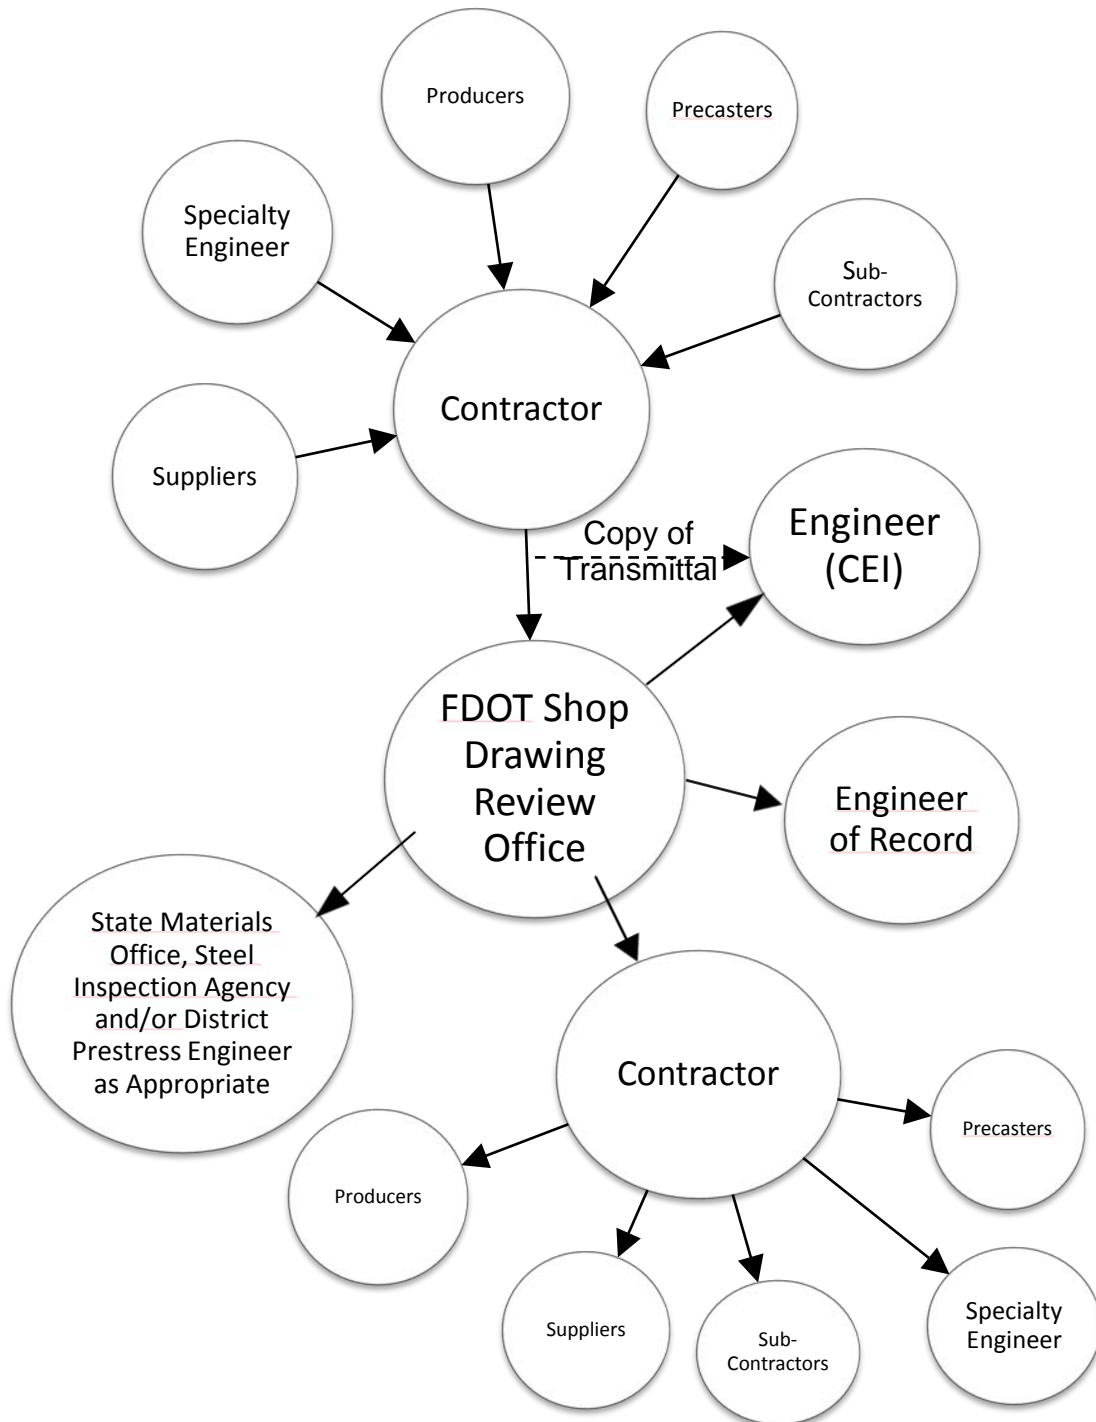 Producers
Precasters
Specialty
Engineer
Sub-
Contractors
Contractor
Suppliers
Copy of
Transmittal
Engineer
(CEI)
FDOT Shop
Drawing
Review
Office
Engineer
of Record
State Materials
Office, Steel
Inspection Agency
and/or District
Prestress Engineer
as Appropriate
Contractor
Precasters
Producers
Suppliers
Sub-
Contractors
Specialty
Engineer